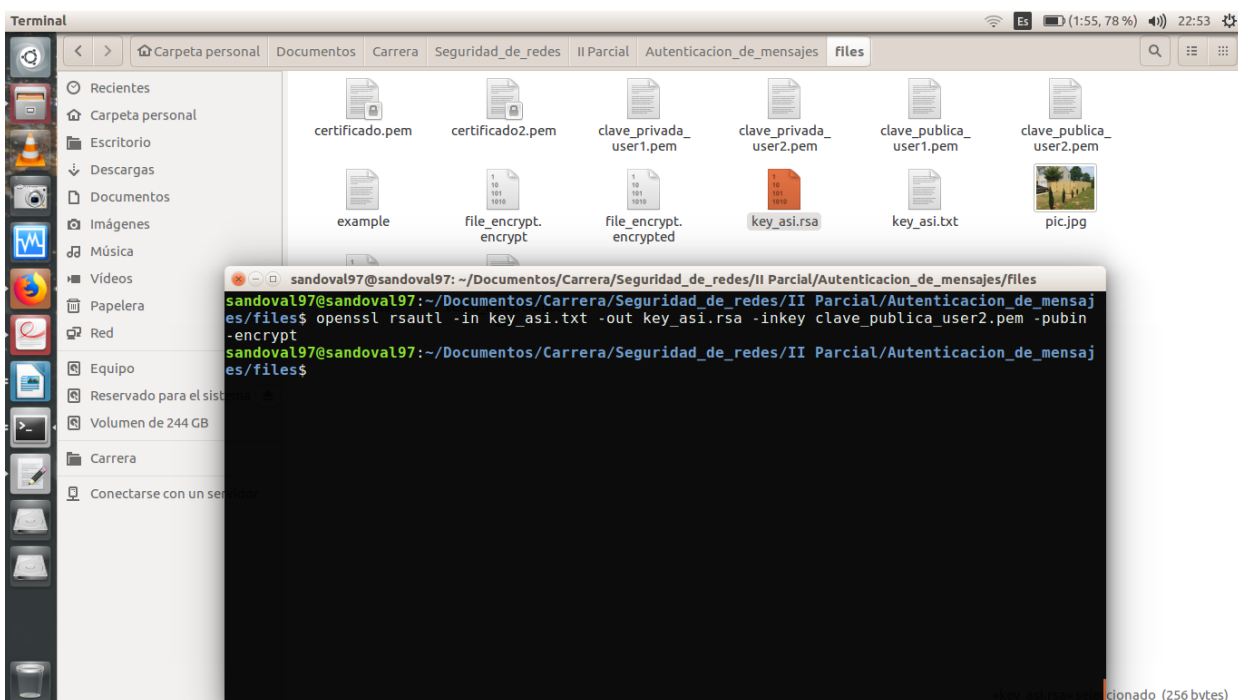 Terminal
Es (1:55, 78 %) 22:53
Carpeta personal Documentos Carrera Seguridad_de_redes II Parcial Autenticacion_de_mensajes files
Recientes
Carpeta personal
Escritorio
Descargas
Documentos
Imágenes
Música
Vídeos
Papelera
Red
Equipo
Reservado para el sistema
Volumen de 244 GB
Carrera
Conectarse con un servidor
certificado.pem certificado2.pem clave_privada_ clave_privada_ clave_publica_ clave_publica_
user1.pem user2.pem user1.pem user2.pem
example file_encrypt. file_encrypt. key_asi.rsa key_asi.txt pic.jpg
encrypt encrypted
sandoval97@sandoval97: ~/Documentos/Carrera/Seguridad_de_redes/II Parcial/Autenticacion_de_mensajes/files
sandoval97@sandoval97:~/Documentos/Carrera/Seguridad_de_redes/II Parcial/Autenticacion_de_mensaj
es/files$ openssl rsautl -in key_asi.txt -out key_asi.rsa -inkey clave_publica_user2.pem -pubin
-encrypt
sandoval97@sandoval97:~/Documentos/Carrera/Seguridad_de_redes/II Parcial/Autenticacion_de_mensaj
es/files$
«key_asi.rsa» seleccionado (256 bytes)